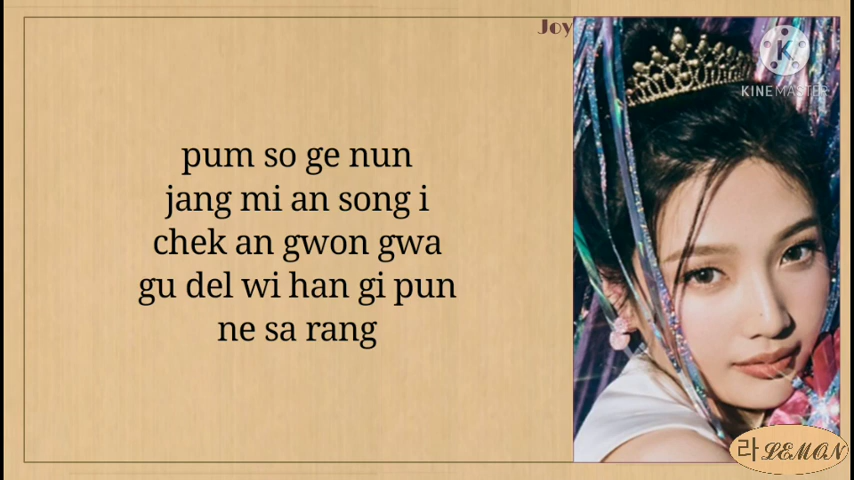 Joy
KINEMASTER
pum so ge nun
jang mi an song i
chek an gwon gwa
gu del wi han gi pun
ne sa rang
라 LEMON